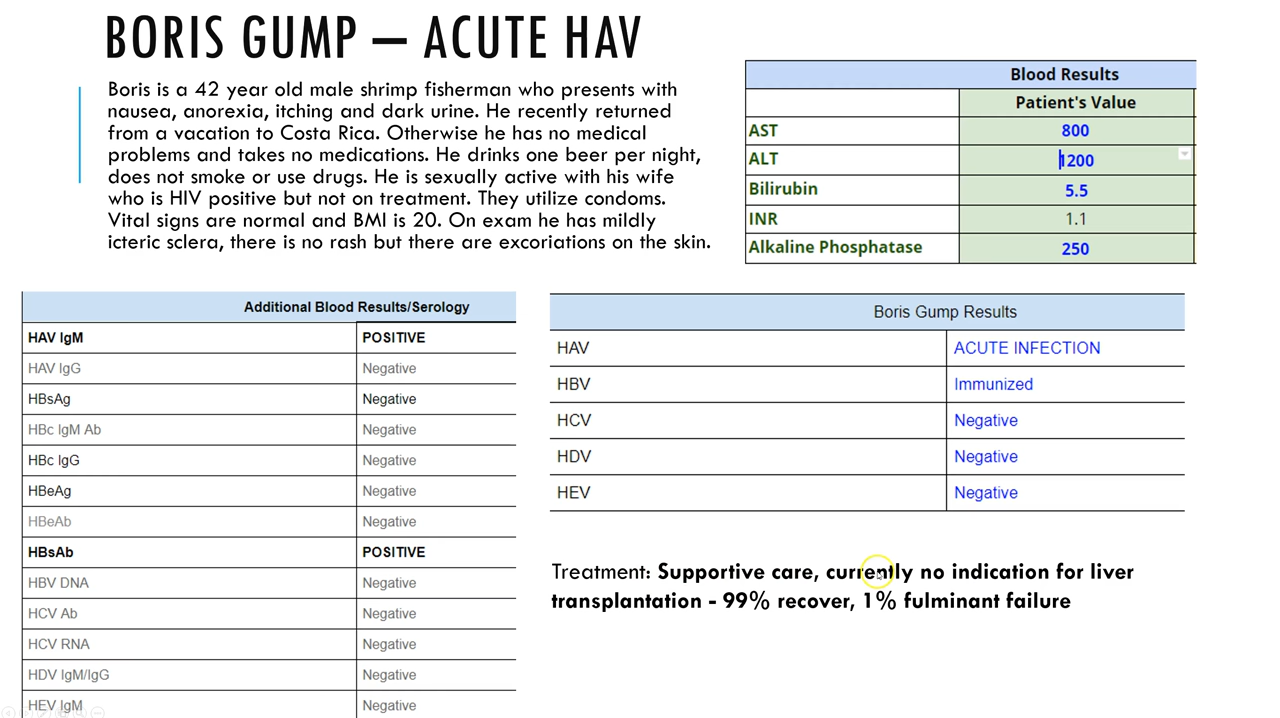 BORIS GUMP – ACUTE HAV
Boris is a 42 year old male shrimp fisherman who presents with
nausea, anorexia, itching and dark urine. He recently returned
from a vacation to Costa Rica. Otherwise he has no medical
problems and takes no medications. He drinks one beer per night,
does not smoke or use drugs. He is sexually active with his wife
who is HIV positive but not on treatment. They utilize condoms.
Vital signs are normal and BMI is 20. On exam he has mildly
icteric sclera, there is no rash but there are excoriations on the skin.
Blood Results
Patient's Value
AST 800
ALT 1200
Bilirubin 5.5
INR 1.1
Alkaline Phosphatase 250
Additional Blood Results/Serology
HAV IgM POSITIVE
HAV IgG Negative
HBsAg Negative
HBc IgM Ab Negative
HBc IgG Negative
HBeAg Negative
HBeAb Negative
HBsAb POSITIVE
HBV DNA Negative
HCV Ab Negative
HCV RNA Negative
HDV IgM/IgG Negative
HEV IgM Negative
Boris Gump Results
HAV ACUTE INFECTION
HBV Immunized
HCV Negative
HDV Negative
HEV Negative
Treatment: Supportive care, currently no indication for liver
transplantation - 99% recover, 1% fulminant failure